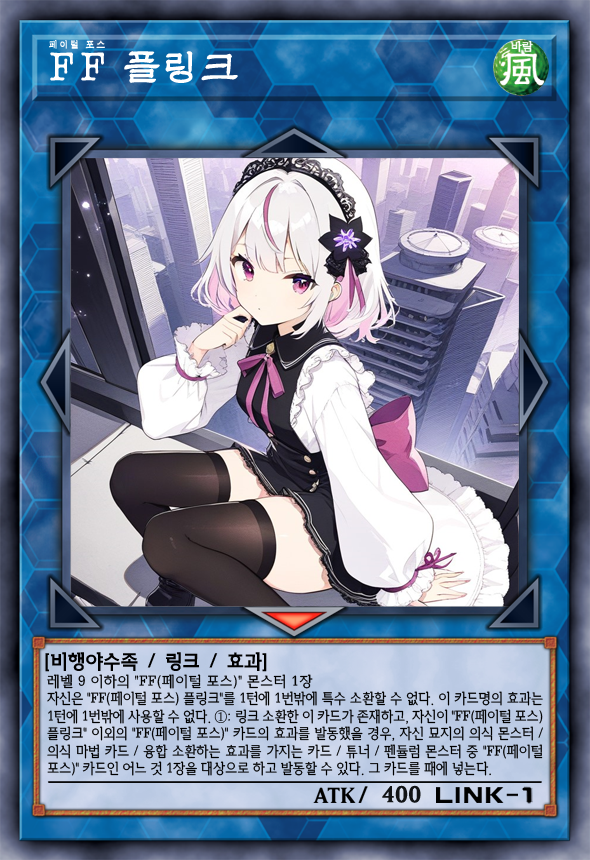 페이털 포스
FF 플링크
바람
風
[비행야수족 / 링크 / 효과]
레벨 9 이하의 "FF(페이털 포스)" 몬스터 1장
자신은 "FF(페이털 포스) 플링크"를 1턴에 1번밖에 특수 소환할 수 없다. 이 카드명의 효과는
1턴에 1번밖에 사용할 수 없다. ①: 링크 소환한 이 카드가 존재하고, 자신이 "FF(페이털 포스)
플링크" 이외의 "FF(페이털 포스)" 카드의 효과를 발동했을 경우, 자신 묘지의 의식 몬스터 /
의식 마법 카드 / 융합 소환하는 효과를 가지는 카드 / 튜너 / 펜듈럼 몬스터 중 "FF(페이털
포스)" 카드인 어느 것 1장을 대상으로 하고 발동할 수 있다. 그 카드를 패에 넣는다.
ATK/ 400 LINK-1